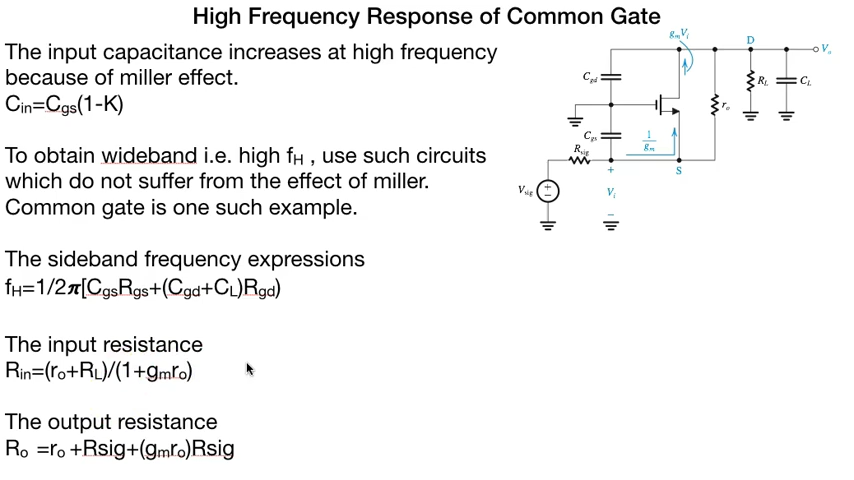 High Frequency Response of Common Gate
The input capacitance increases at high frequency
because of miller effect.
Cin=Cgs(1-K)
To obtain wideband i.e. high fH , use such circuits
which do not suffer from the effect of miller.
Common gate is one such example.
The sideband frequency expressions
fH=1/2π[CgsRgs+(Cgd+CL)Rgd)
The input resistance
Rin=(ro+RL)/(1+gmro)
The output resistance
Ro =ro +Rsig+(gmro)Rsig
gmVi
D
Vo
Cgd
RL
CL
ro
Cgs
1
gm
Rsig
S
+
Vsig
+
−
Vi
−